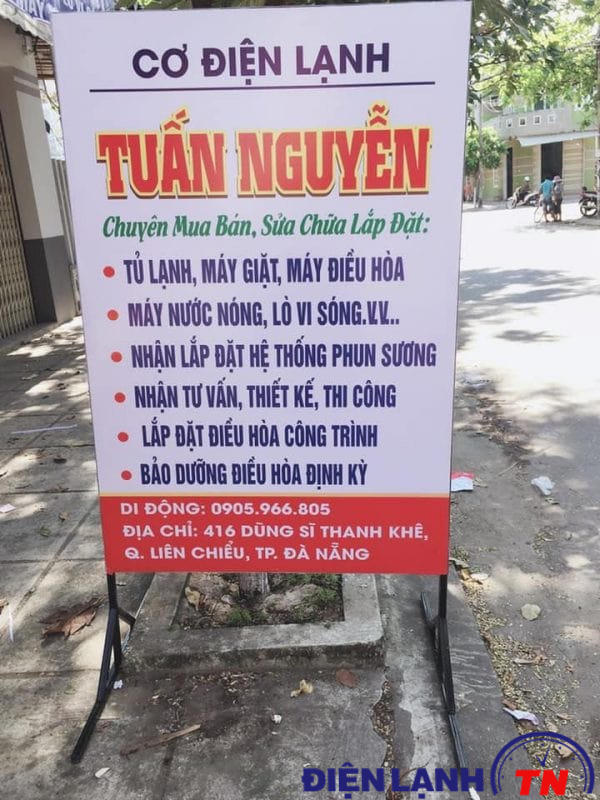 CƠ ĐIỆN LẠNH
TUẤN NGUYỄN
Chuyên Mua Bán, Sửa Chữa Lắp Đặt:
• TỦ LẠNH, MÁY GIẶT, MÁY ĐIỀU HÒA
• MÁY NƯỚC NÓNG, LÒ VI SÓNG.V.V...
• NHẬN LẮP ĐẶT HỆ THỐNG PHUN SƯƠNG
• NHẬN TƯ VẤN, THIẾT KẾ, THI CÔNG
• LẮP ĐẶT ĐIỀU HÒA CÔNG TRÌNH
• BẢO DƯỠNG ĐIỀU HÒA ĐỊNH KỲ
DI ĐỘNG: 0905.966.805
ĐỊA CHỈ: 416 DŨNG SĨ THANH KHÊ,
Q. LIÊN CHIỂU, TP. ĐÀ NẴNG
ĐIỆN LẠNH TN